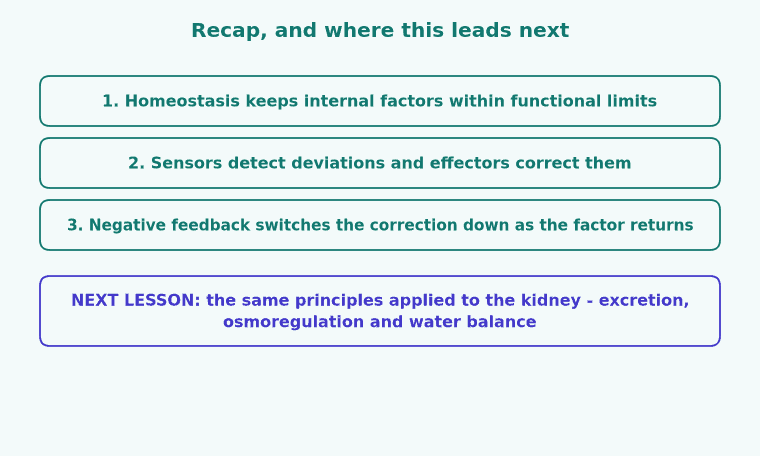 Recap, and where this leads next
1. Homeostasis keeps internal factors within functional limits
2. Sensors detect deviations and effectors correct them
3. Negative feedback switches the correction down as the factor returns
NEXT LESSON: the same principles applied to the kidney - excretion,
osmoregulation and water balance